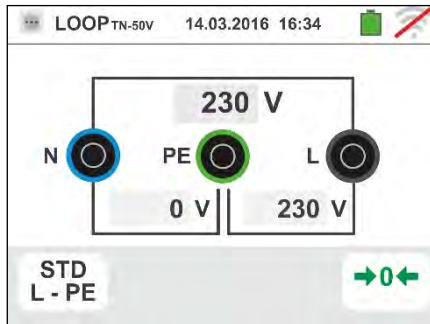 LOOP TN-50V 14.03.2016 16:34
230 V
N PE L
0 V 230 V
STD
L - PE
→0←